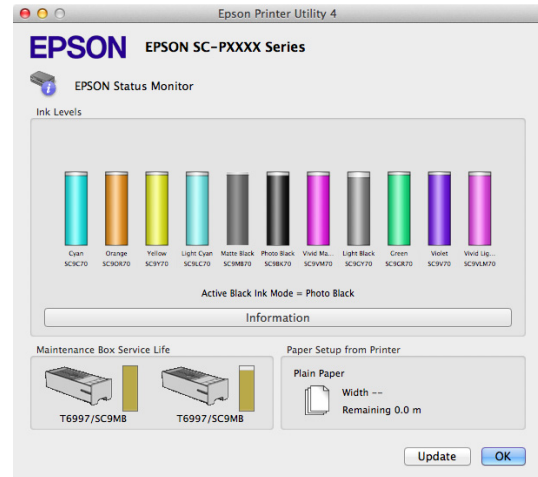 Epson Printer Utility 4
EPSON EPSON SC-PXXXX Series
EPSON Status Monitor
Ink Levels
Cyan Orange Yellow Light Cyan Matte Black Photo Black Vivid Ma... Light Black Green Violet Vivid Lig...
SC9C70 SC9OR70 SC9Y70 SC9LC70 SC9MB70 SC9BK70 SC9VM70 SC9GY70 SC9GR70 SC9V70 SC9VLM70
Active Black Ink Mode = Photo Black
Information
Maintenance Box Service Life
T6997/SC9MB T6997/SC9MB
Paper Setup from Printer
Plain Paper
Width --
Remaining 0.0 m
Update OK